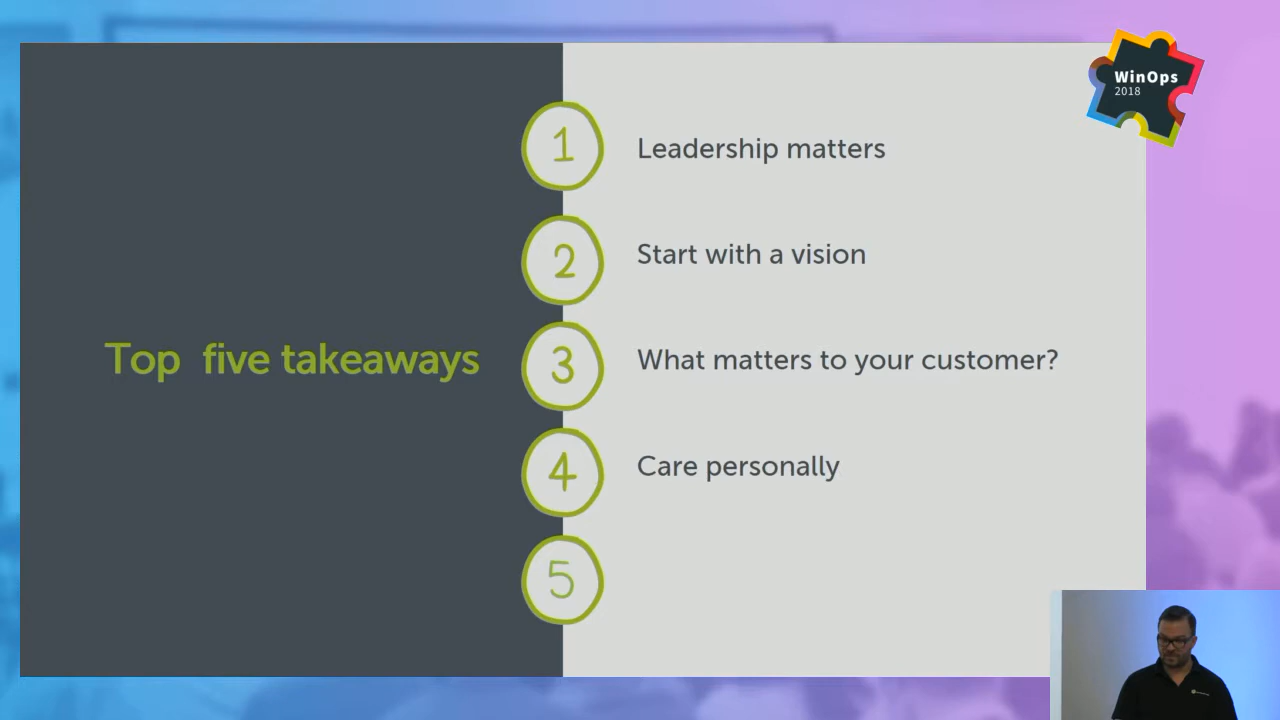 WinOps
2018
1 Leadership matters
2 Start with a vision
Top five takeaways
3 What matters to your customer?
4 Care personally
5